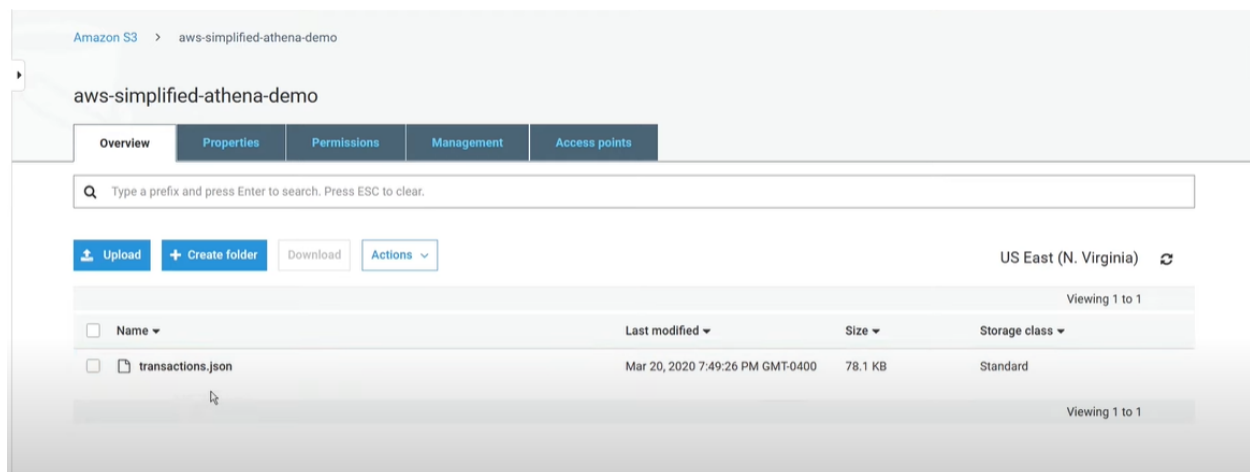 Amazon S3 > aws-simplified-athena-demo
aws-simplified-athena-demo
Overview Properties Permissions Management Access points
Type a prefix and press Enter to search. Press ESC to clear.
Upload + Create folder Download Actions US East (N. Virginia)
Viewing 1 to 1
Name Last modified Size Storage class
transactions.json Mar 20, 2020 7:49:26 PM GMT-0400 78.1 KB Standard
Viewing 1 to 1